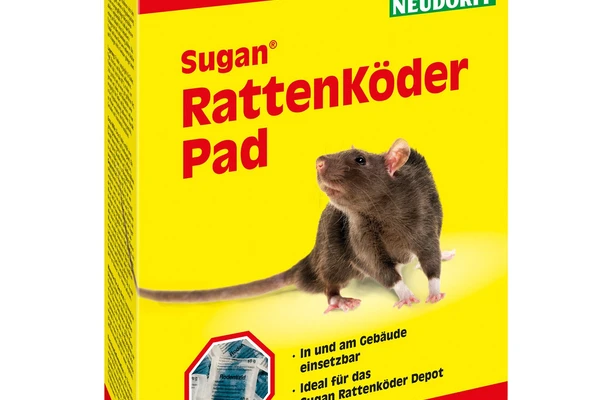 NEUDORFF
Sugan®
RattenKöder
Pad
· In und am Gebäude
einsetzbar
· Ideal für das
Sugan Rattenköder Depot